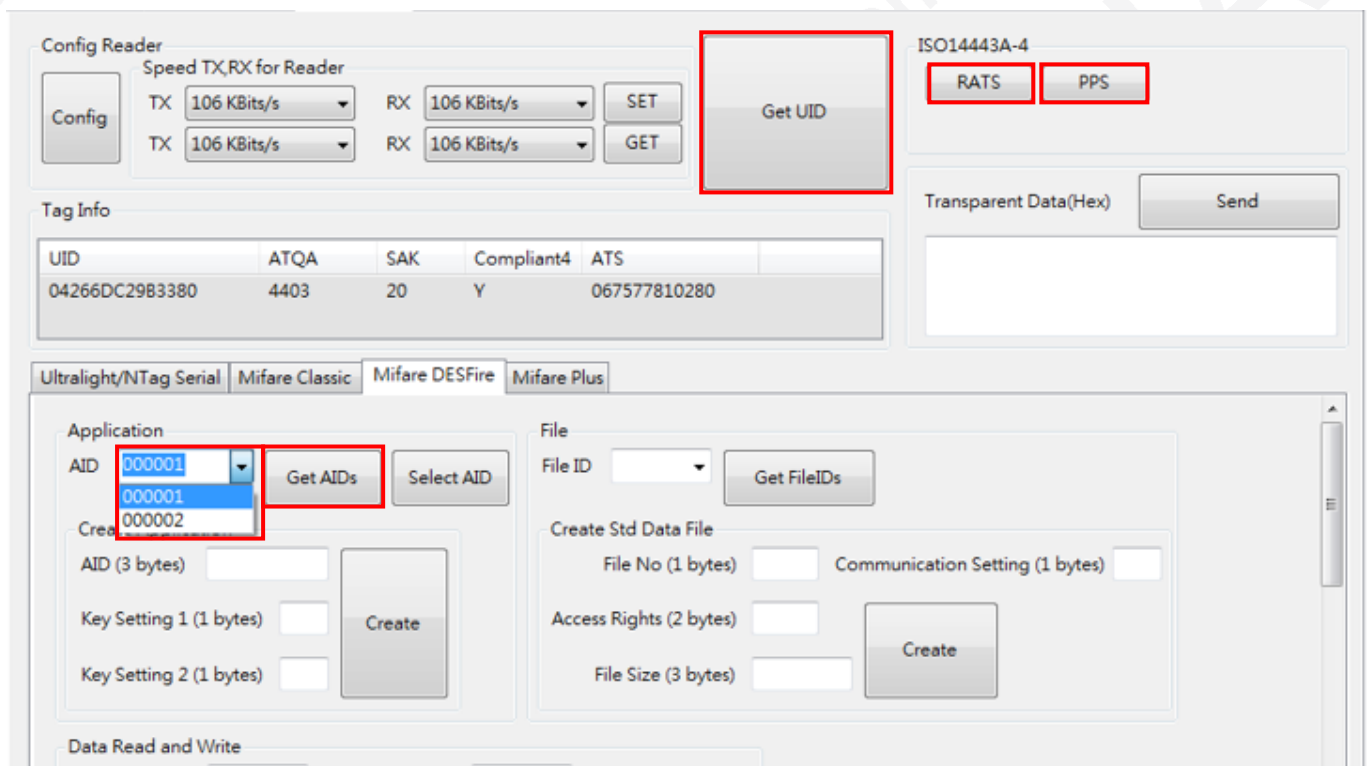 Config Reader
Speed TX,RX for Reader
Config
TX 106 KBits/s RX 106 KBits/s SET
TX 106 KBits/s RX 106 KBits/s GET
Get UID
ISO14443A-4
RATS PPS
Tag Info
UID ATQA SAK Compliant4 ATS
04266DC29B3380 4403 20 Y 067577810280
Transparent Data(Hex) Send
Ultralight/NTag Serial Mifare Classic Mifare DESFire Mifare Plus
Application
AID 000001 Get AIDs Select AID
000001
000002
AID (3 bytes)
Key Setting 1 (1 bytes)
Create
Key Setting 2 (1 bytes)
File
File ID Get FileIDs
Create Std Data File
File No (1 bytes) Communication Setting (1 bytes)
Access Rights (2 bytes)
Create
File Size (3 bytes)
Data Read and Write